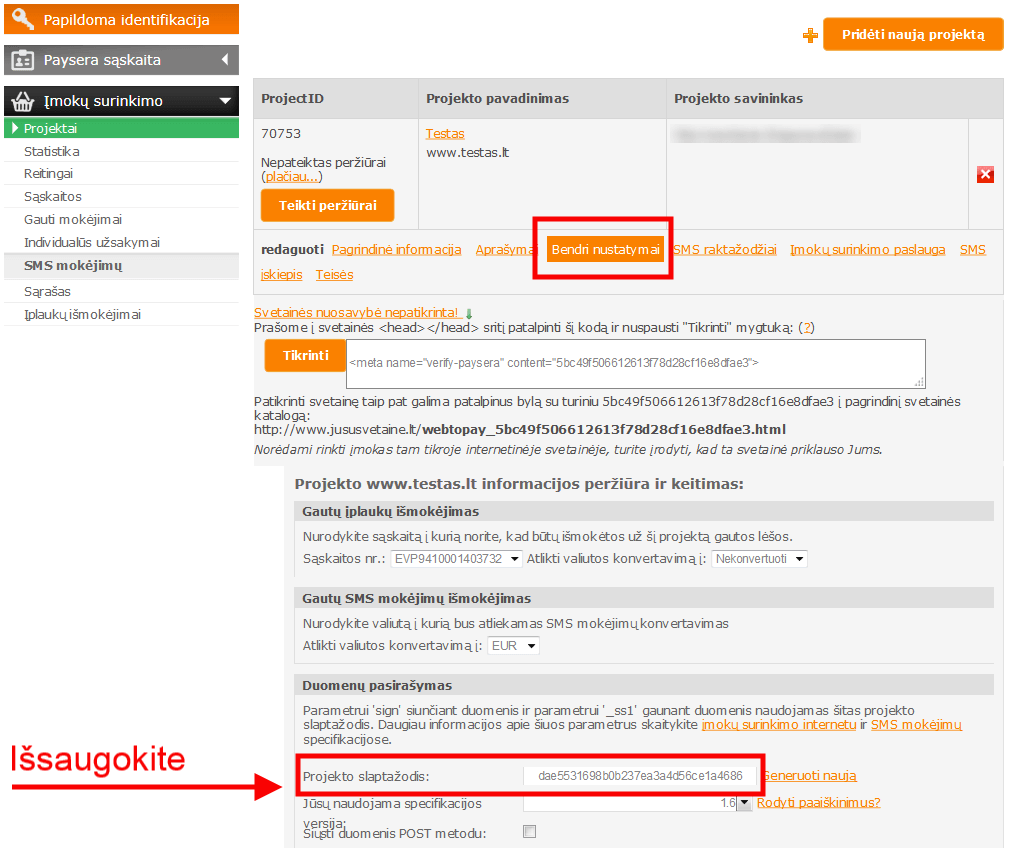 Papildoma identifikacija
Paysera sąskaita
Įmokų surinkimo
Projektai
Statistika
Reitingai
Sąskaitos
Gauti mokėjimai
Individualūs užsakymai
SMS mokėjimų
Sąrašas
Įplaukų išmokėjimai
Pridėti naują projektą
ProjectID Projekto pavadinimas Projekto savininkas
70753 Testas
www.testas.lt
Nepateiktas peržiūrai
(plačiau...)
Teikti peržiūrai
redaguoti Pagrindinė informacija Aprašymai Bendri nustatymai SMS raktažodžiai Įmokų surinkimo paslauga SMS
įskiepis Teisės
Svetainės nuosavybė nepatikrinta!
Prašome į svetainės <head></head> sritį patalpinti šį kodą ir nuspausti "Tikrinti" mygtuką: (?)
Tikrinti <meta name="verify-paysera" content="5bc49f506612613f78d28cf16e8dfae3">
Patikrinti svetainę taip pat galima patalpinus bylą su turiniu 5bc49f506612613f78d28cf16e8dfae3 į pagrindinį svetainės
katalogą:
http://www.jususvetaine.lt/webtopay_5bc49f506612613f78d28cf16e8dfae3.html
Norėdami rinkti įmokas tam tikroje internetinėje svetainėje, turite įrodyti, kad ta svetainė priklauso Jums.
Projekto www.testas.lt informacijos peržiūra ir keitimas:
Gautų įplaukų išmokėjimas
Nurodykite sąskaitą į kurią norite, kad būtų išmokėtos už šį projektą gautos lėšos.
Sąskaitos nr.: EVP9410001403732 Atlikti valiutos konvertavimą į: Nekonvertuoti
Gautų SMS mokėjimų išmokėjimas
Nurodykite valiutą į kurią bus atliekamas SMS mokėjimų konvertavimas
Atlikti valiutos konvertavimą į: EUR
Duomenų pasirašymas
Parametrui 'sign' siunčiant duomenis ir parametrui '_ss1' gaunant duomenis naudojamas šitas projekto
slaptažodis. Daugiau informacijos apie šiuos parametrus skaitykite įmokų surinkimo internetu ir SMS mokėjimų
specifikacijose.
Išsaugokite
Projekto slaptažodis: dae5531698b0b237ea3a4d56ce1a4686 Generuoti naują
Jūsų naudojama specifikacijos
versija: 1.6 Rodyti paaiškinimus?
Siųsti duomenis POST metodu: